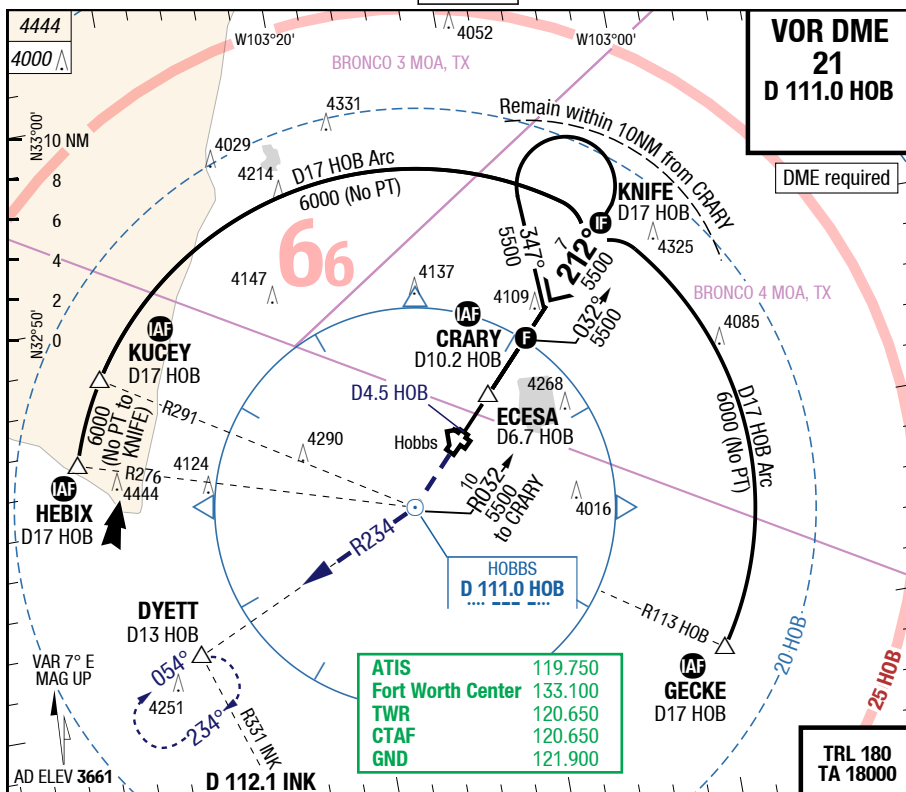 4444
4000
W103°20'
4052
W103°00'
BRONCO 3 MOA, TX
VOR DME
21
D 111.0 HOB
DME required
N33°00'
10 NM
8
6
4
2
0
N32°50'
4331
4029
4214
D17 HOB Arc
6000 (No PT)
Remain within 10NM from CRARY
KNIFE
D17 HOB
IF
4325
347°
5500
7
212°
5500
66
4147
4137
4109
032°
5500
BRONCO 4 MOA, TX
4085
IAF
KUCEY
D17 HOB
IAF
CRARY
D10.2 HOB
F
D4.5 HOB
4268
ECESA
D6.7 HOB
Hobbs
D17 HOB Arc
6000 (No PT)
6000
(No PT to
KNIFE)
R291
R276
4290
4124
4444
IAF
HEBIX
D17 HOB
10
R032
5500
to CRARY
4016
R234
HOBBS
D 111.0 HOB
R113 HOB
DYETT
D13 HOB
054°
4251
234°
R331 INK
D 112.1 INK
VAR 7° E
MAG UP
AD ELEV 3661
ATIS 119.750
Fort Worth Center 133.100
TWR 120.650
CTAF 120.650
GND 121.900
IAF
GECKE
D17 HOB
20 HOB
25 HOB
TRL 180
TA 18000